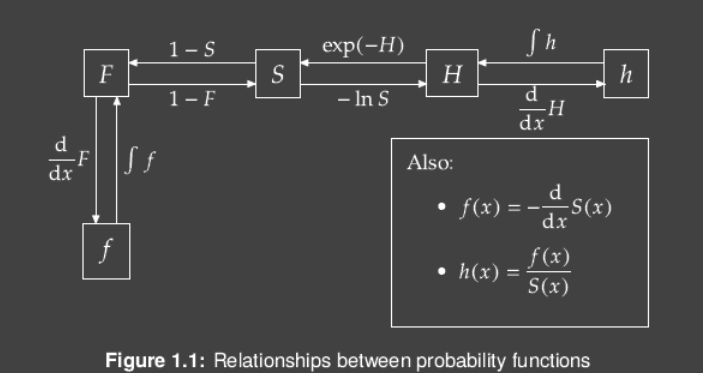 1 − S
exp(−H)
∫ h
F
S
H
h
1 − F
− ln S
d/dx H
d/dx F
∫ f
f
Also:
• f(x) = − d/dx S(x)
• h(x) = f(x)/S(x)
Figure 1.1: Relationships between probability functions